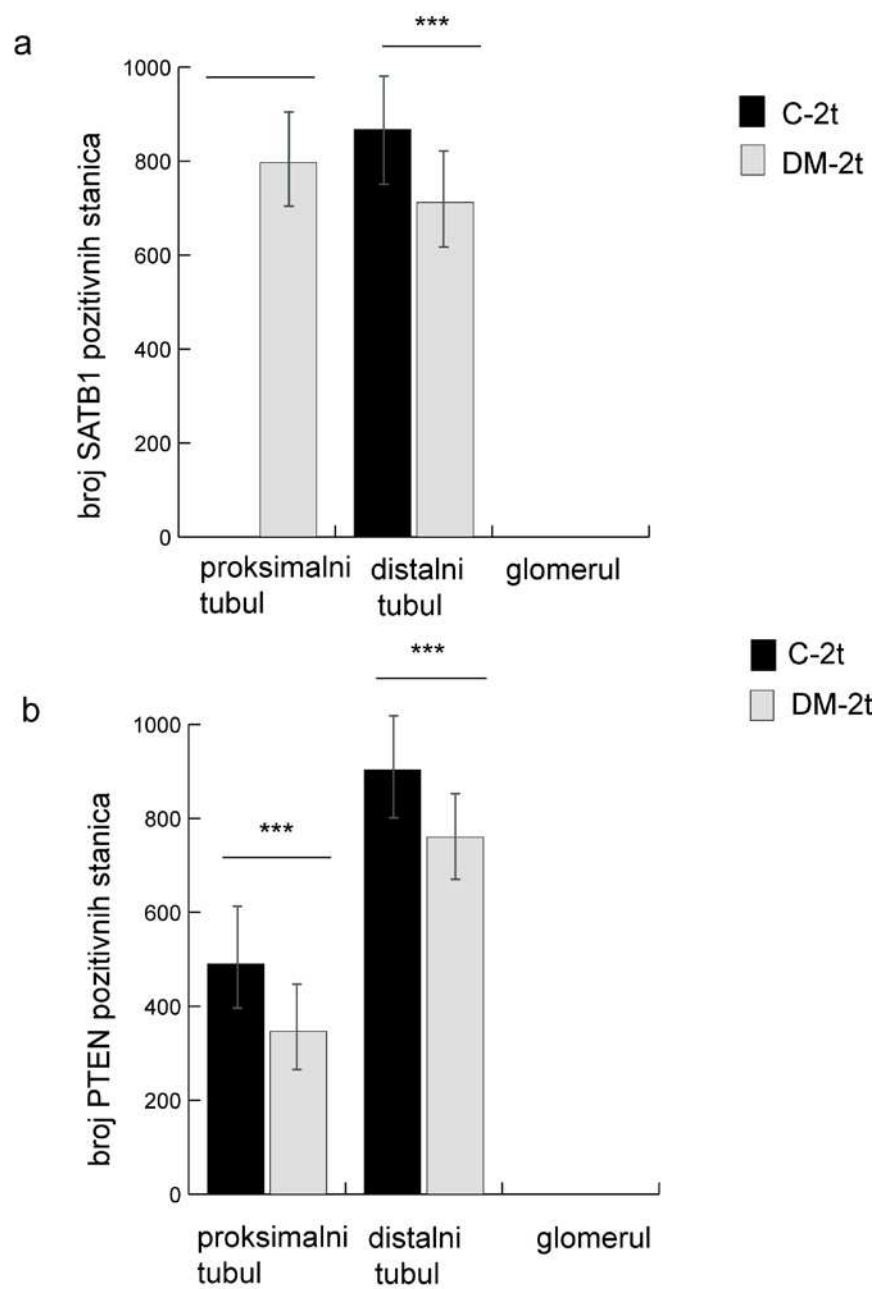 a
***
C-2t
DM-2t
broj SATB1 pozitivnih stanica
1000
800
600
400
200
0
proksimalni
tubul
distalni
tubul
glomerul
b
***
***
C-2t
DM-2t
broj PTEN pozitivnih stanica
1000
800
600
400
200
0
proksimalni
tubul
distalni
tubul
glomerul